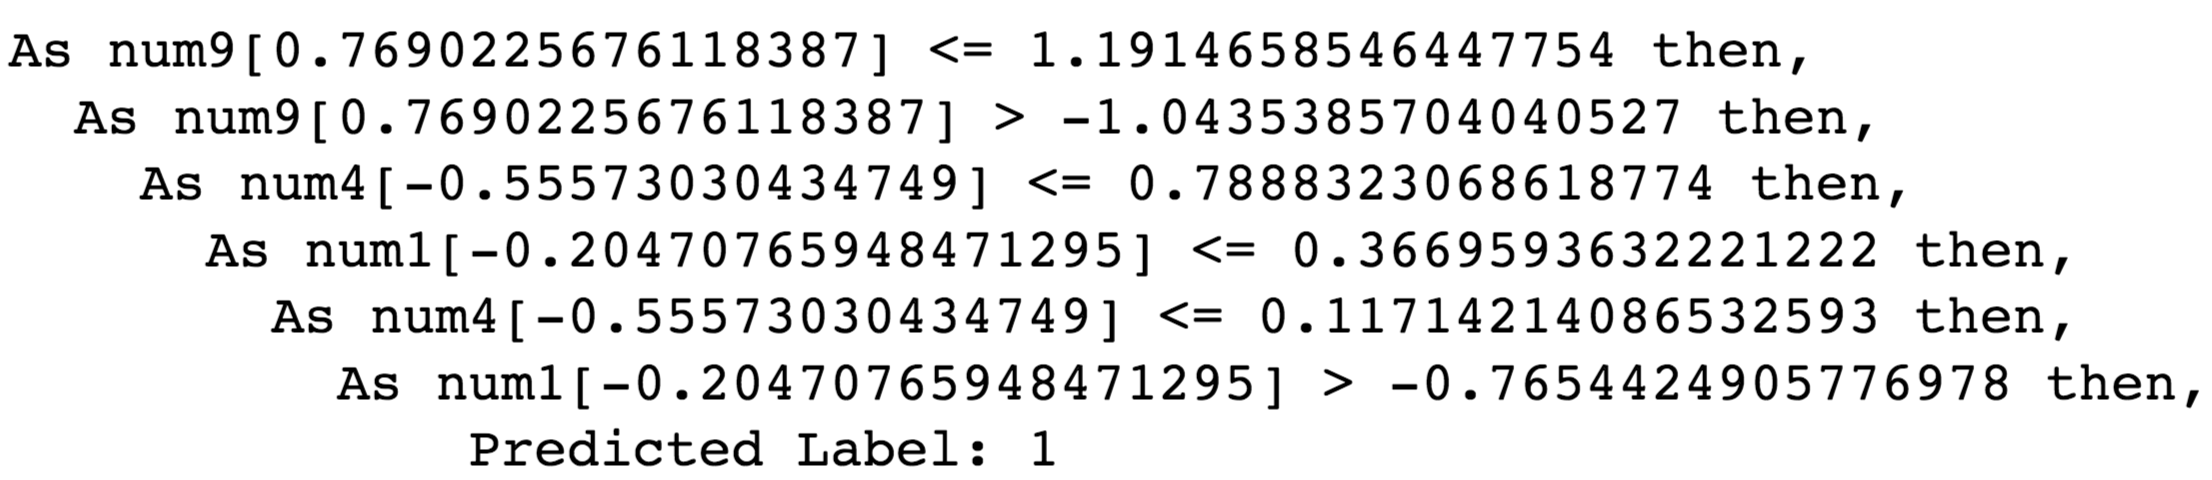 As num9[0.7690225676118387] <= 1.1914658546447754 then,
As num9[0.7690225676118387] > -1.0435385704040527 then,
As num4[-0.55573030434749] <= 0.7888323068618774 then,
As num1[-0.20470765948471295] <= 0.3669593632221222 then,
As num4[-0.55573030434749] <= 0.11714214086532593 then,
As num1[-0.20470765948471295] > -0.7654424905776978 then,
Predicted Label: 1